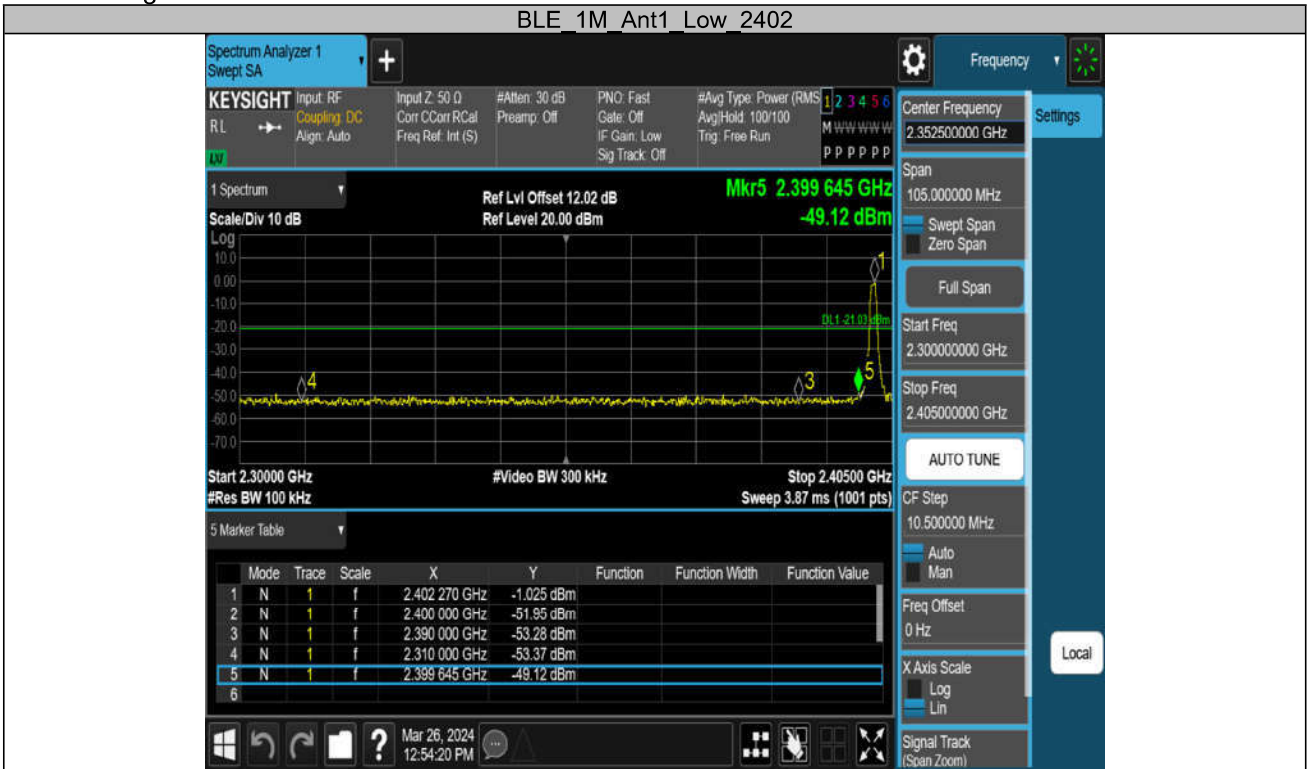 BLE_1M_Ant1_Low_2402
Spectrum Analyzer 1
Swept SA
+
Frequency
KEYSIGHT
RL
LXI
Input: RF
Coupling: DC
Align: Auto
Input Z: 50 Ω
Corr CCorr RCal
Freq Ref: Int (S)
#Atten: 30 dB
Preamp: Off
PNO: Fast
Gate: Off
IF Gain: Low
Sig Track: Off
#Avg Type: Power (RMS
Avg|Hold: 100/100
Trig: Free Run
1 2 3 4 5 6
M W W W W W
P P P P P P
Center Frequency
2.352500000 GHz
Settings
1 Spectrum
Scale/Div 10 dB
Ref Lvl Offset 12.02 dB
Ref Level 20.00 dBm
Mkr5 2.399 645 GHz
-49.12 dBm
Log
10.0
0.00
-10.0
-20.0
-30.0
-40.0
-50.0
-60.0
-70.0
1
DL1 -21.03 dBm
4
3
5
Start 2.30000 GHz
#Video BW 300 kHz
Stop 2.40500 GHz
#Res BW 100 kHz
Sweep 3.87 ms (1001 pts)
Span
105.000000 MHz
Swept Span
Zero Span
Full Span
Start Freq
2.300000000 GHz
Stop Freq
2.405000000 GHz
AUTO TUNE
CF Step
10.500000 MHz
Auto
Man
Freq Offset
0 Hz
X Axis Scale
Log
Lin
Signal Track
(Span Zoom)
Local
5 Marker Table
Mode Trace Scale X Y Function Function Width Function Value
1 N 1 f 2.402 270 GHz -1.025 dBm
2 N 1 f 2.400 000 GHz -51.95 dBm
3 N 1 f 2.390 000 GHz -53.28 dBm
4 N 1 f 2.310 000 GHz -53.37 dBm
5 N 1 f 2.399 645 GHz -49.12 dBm
6
?
Mar 26, 2024
12:54:20 PM